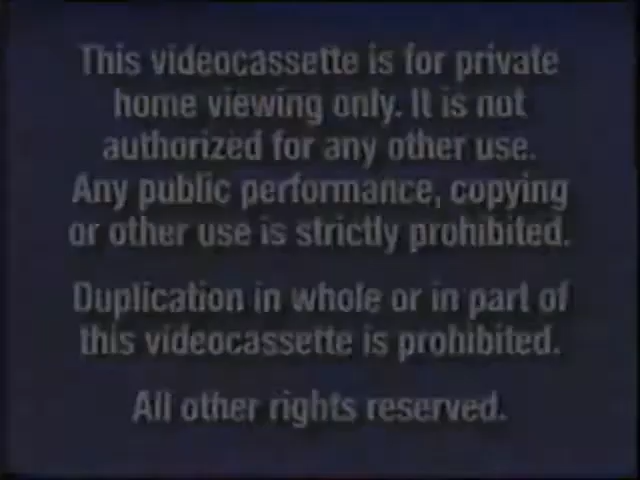 This videocassette is for private
home viewing only. It is not
authorized for any other use.
Any public performance, copying
or other use is strictly prohibited.
Duplication in whole or in part of
this videocassette is prohibited.
All other rights reserved.